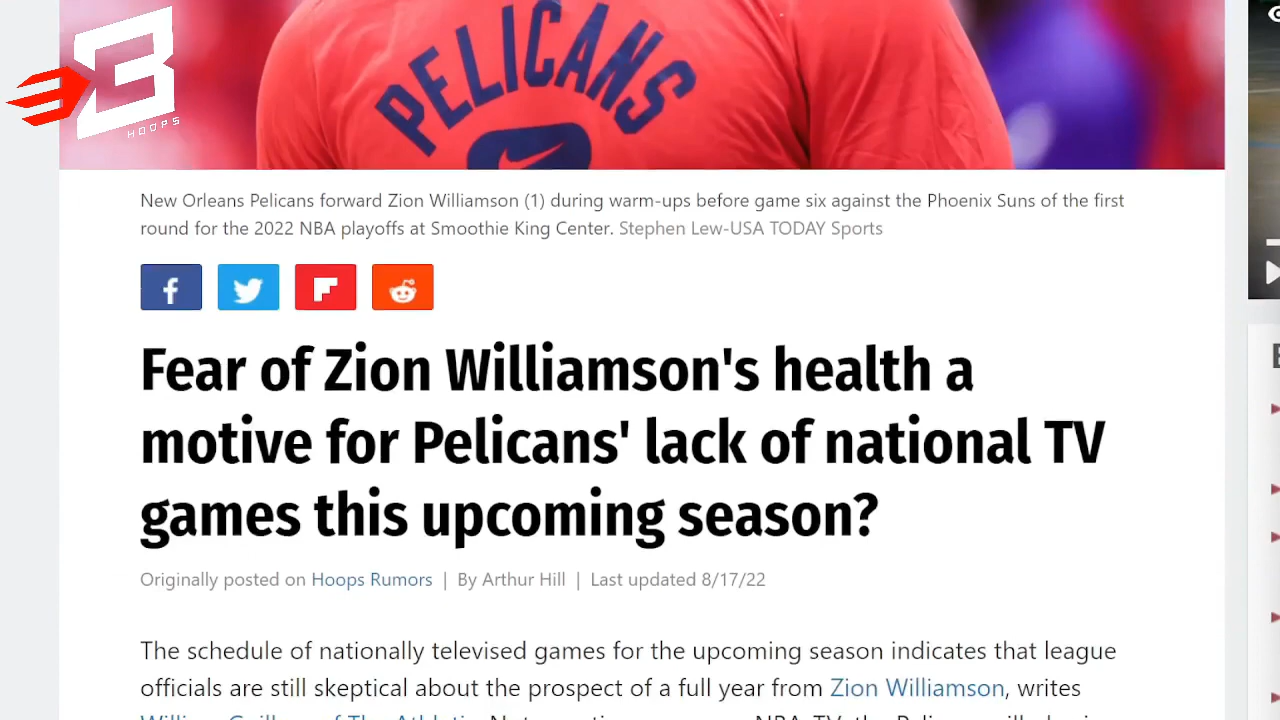 PELICANS
HOOPS
New Orleans Pelicans forward Zion Williamson (1) during warm-ups before game six against the Phoenix Suns of the first
round for the 2022 NBA playoffs at Smoothie King Center. Stephen Lew-USA TODAY Sports
Fear of Zion Williamson's health a
motive for Pelicans' lack of national TV
games this upcoming season?
Originally posted on Hoops Rumors | By Arthur Hill | Last updated 8/17/22
The schedule of nationally televised games for the upcoming season indicates that league
officials are still skeptical about the prospect of a full year from Zion Williamson, writes